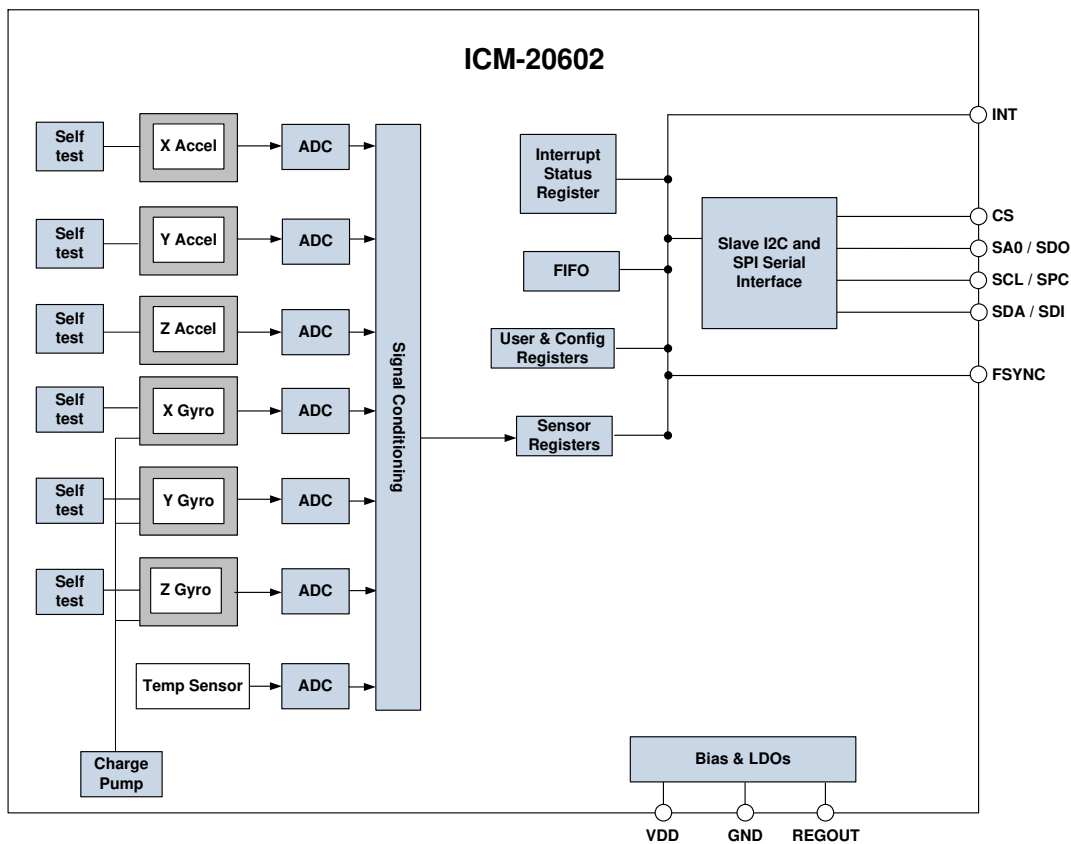 ICM-20602
Self
test
X Accel
ADC
Self
test
Y Accel
ADC
Self
test
Z Accel
ADC
Self
test
X Gyro
ADC
Self
test
Y Gyro
ADC
Self
test
Z Gyro
ADC
Temp Sensor
ADC
Charge
Pump
Signal Conditioning
Interrupt
Status
Register
FIFO
User & Config
Registers
Sensor
Registers
Slave I2C and
SPI Serial
Interface
INT
CS
SA0 / SDO
SCL / SPC
SDA / SDI
FSYNC
Bias & LDOs
VDD
GND
REGOUT